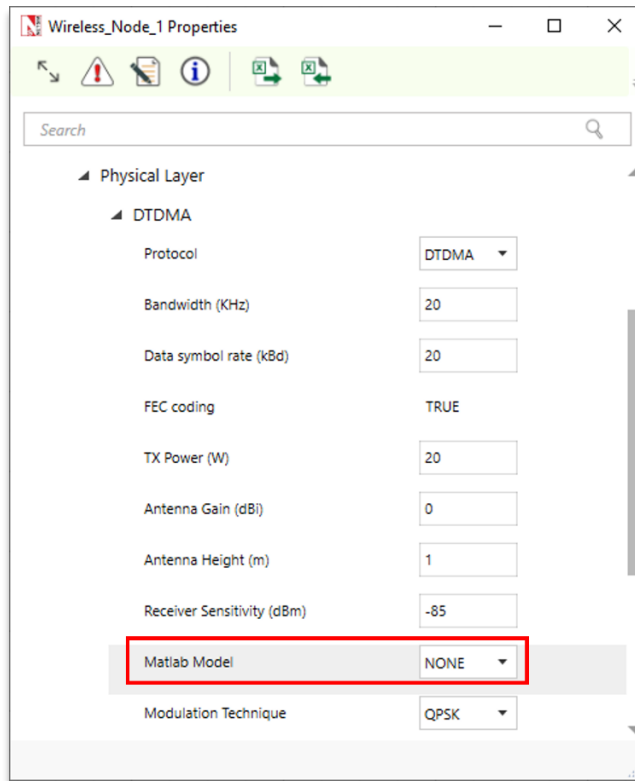 Wireless_Node_1 Properties
Search
Physical Layer
DTDMA
Protocol DTDMA
Bandwidth (KHz) 20
Data symbol rate (kBd) 20
FEC coding TRUE
TX Power (W) 20
Antenna Gain (dBi) 0
Antenna Height (m) 1
Receiver Sensitivity (dBm) -85
Matlab Model NONE
Modulation Technique QPSK